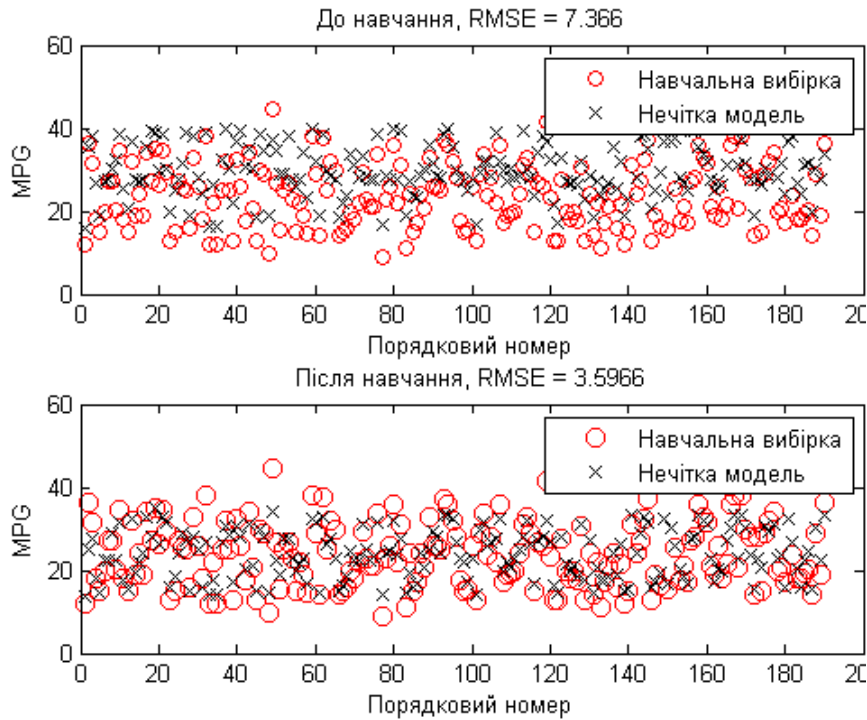 До навчання, RMSE = 7.366
60
40
20
0
MPG
Навчальна вибірка
Нечітка модель
0 20 40 60 80 100 120 140 160 180 20
Порядковий номер
Після навчання, RMSE = 3.5966
60
40
20
0
MPG
Навчальна вибірка
Нечітка модель
0 20 40 60 80 100 120 140 160 180 20
Порядковий номер